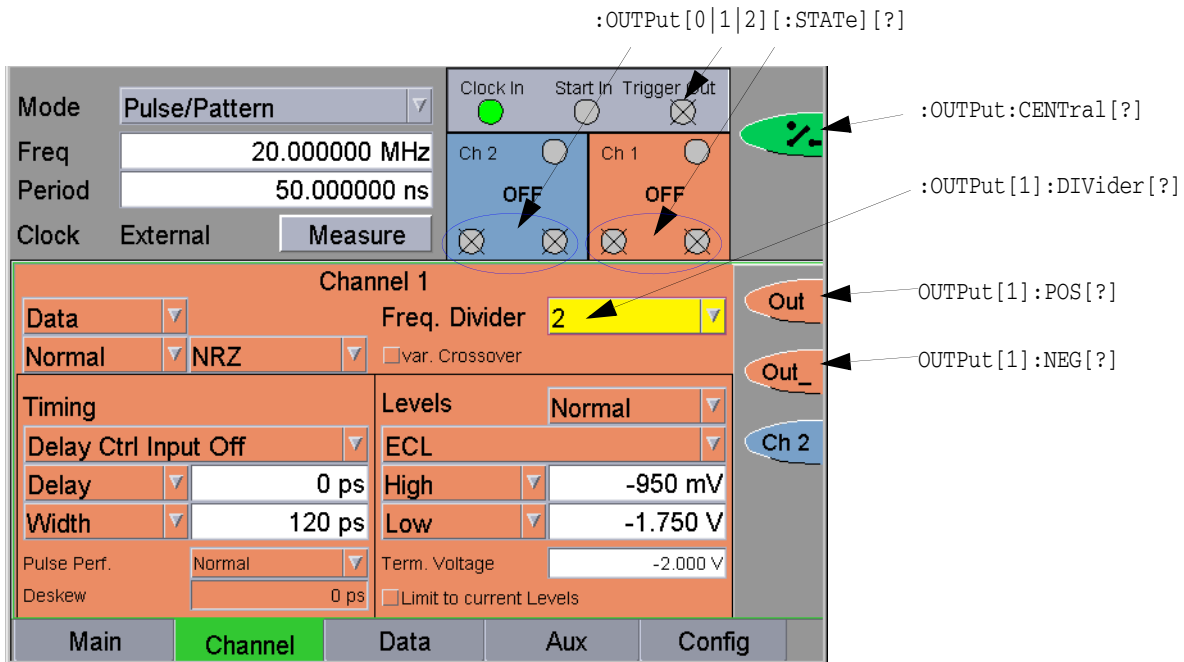 :OUTPut[0|1|2][:STATe][?]
Mode Pulse/Pattern
Clock In Start In Trigger Out
:OUTPut:CENTral[?]
Freq 20.000000 MHz
Ch 2 Ch 1
Period 50.000000 ns
OFF OFF
:OUTPut[1]:DIVider[?]
Clock External Measure
Channel 1
Out
OUTPut[1]:POS[?]
Data Freq. Divider 2
Normal NRZ var. Crossover
Out_
OUTPut[1]:NEG[?]
Timing Levels Normal
Delay Ctrl Input Off ECL
Ch 2
Delay 0 ps High -950 mV
Width 120 ps Low -1.750 V
Pulse Perf. Normal Term. Voltage -2.000 V
Deskew 0 ps Limit to current Levels
Main Channel Data Aux Config